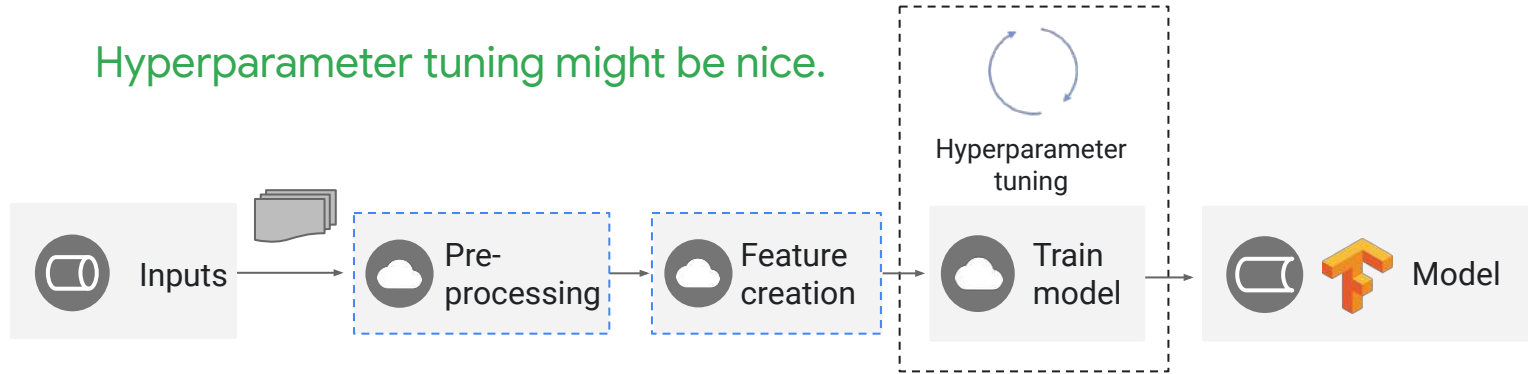 Hyperparameter tuning might be nice.
Hyperparameter
tuning
Inputs
Pre-
processing
Feature
creation
Train
model
Model